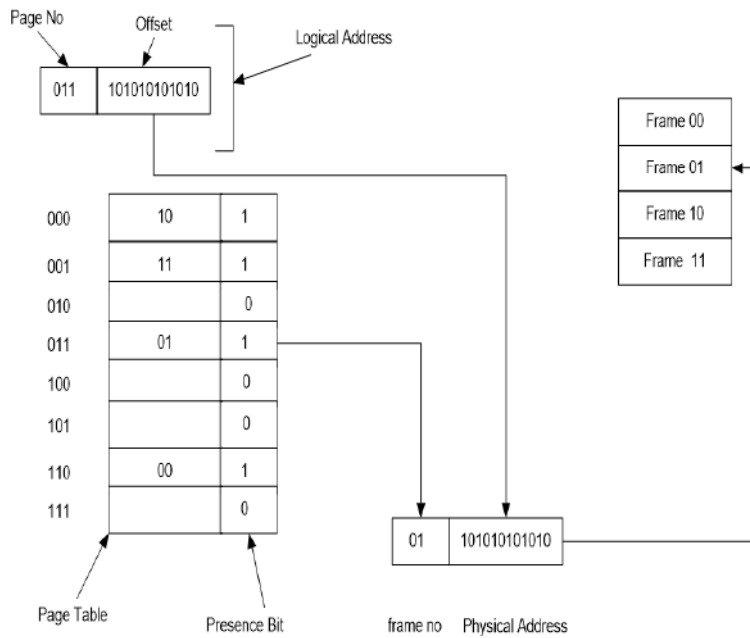 Page No
Offset
Logical Address
011 101010101010
Frame 00
Frame 01
Frame 10
Frame 11
000 10 1
001 11 1
010 0
011 01 1
100 0
101 0
110 00 1
111 0
01 101010101010
Page Table
Presence Bit
frame no Physical Address